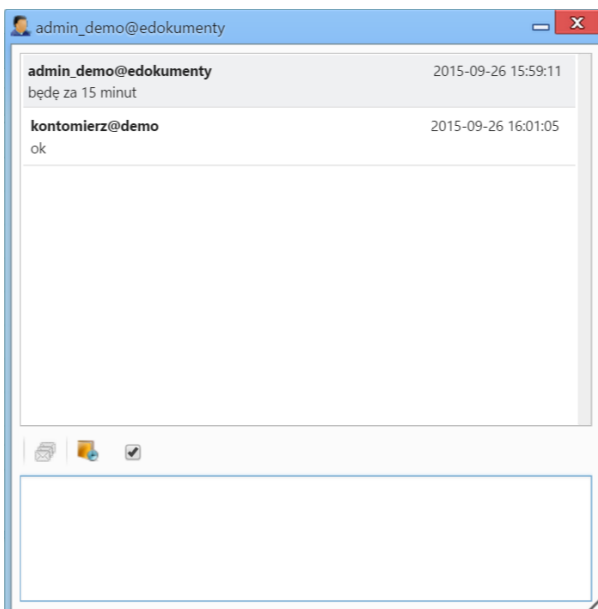 admin_demo@edokumenty
admin_demo@edokumenty 2015-09-26 15:59:11
będę za 15 minut
kontomierz@demo 2015-09-26 16:01:05
ok